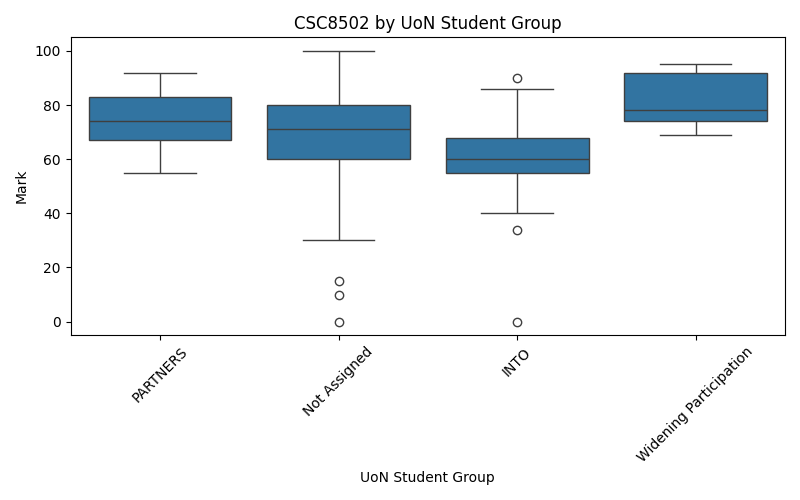 CSC8502 by UoN Student Group
Mark
100
80
60
40
20
0
PARTNERS
Not Assigned
INTO
Widening Participation
UoN Student Group